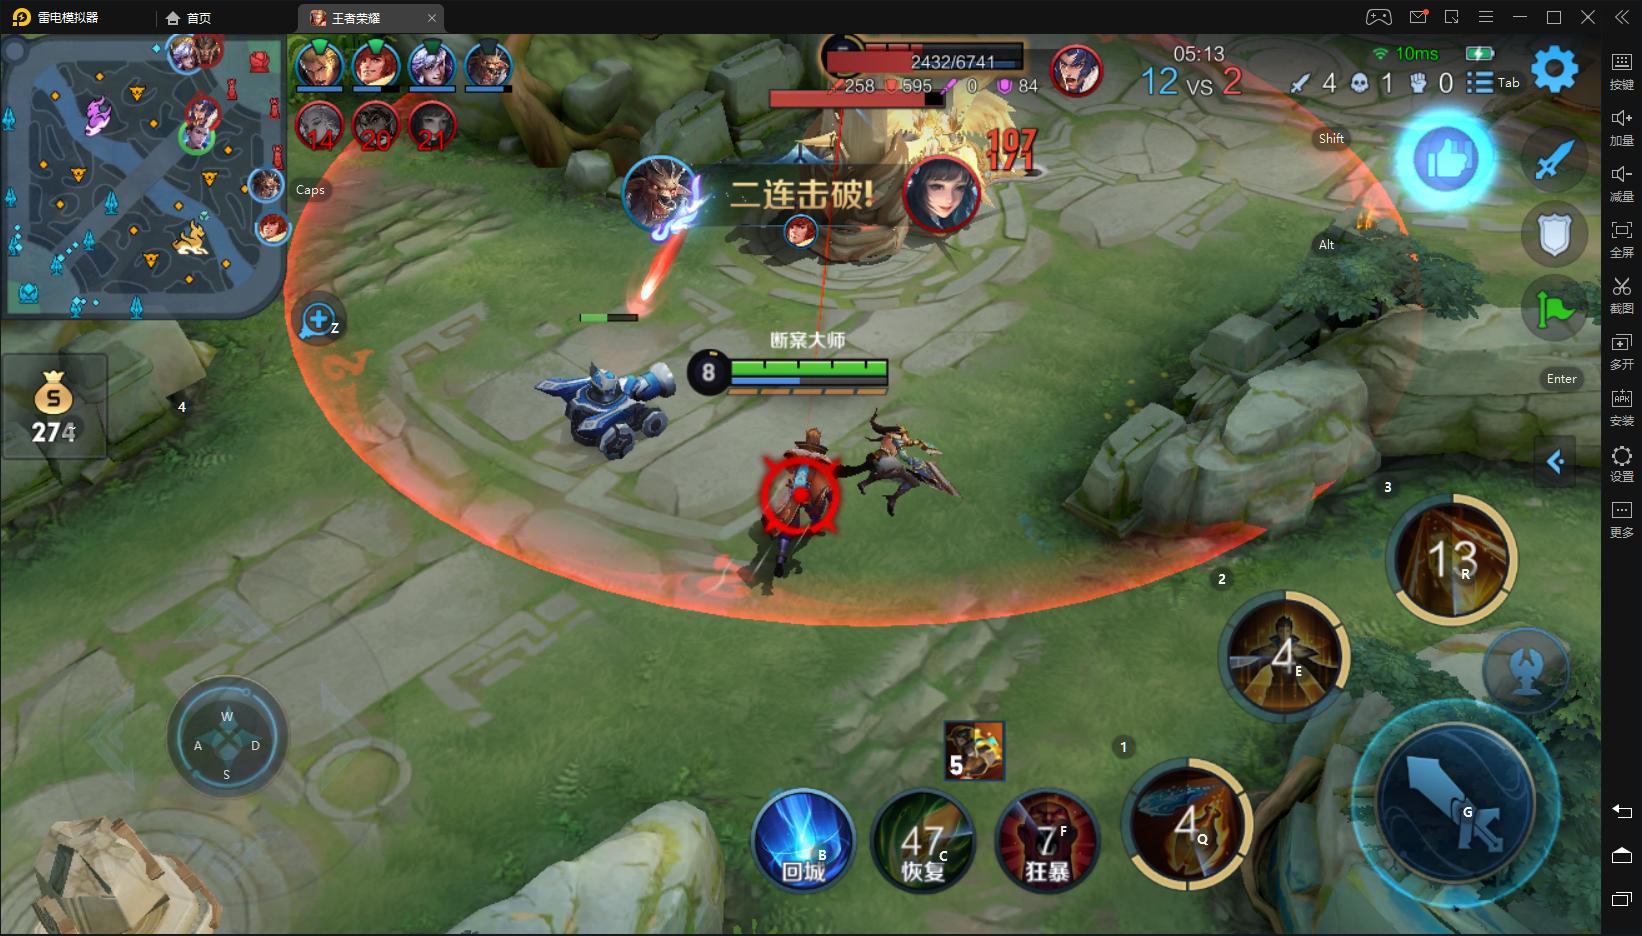 雷电模拟器
首页
王者荣耀
10ms
05:13
12 VS 2
4
1
0
Tab
2432/6741
258
595
0
84
14
20
21
Caps
Shift
二连击破!
197
171
Alt
Z
断案大师
8
Enter
4
3
2
13
R
4
E
W
A
D
S
5
1
4
Q
G
B
回城
47
C
恢复
7
F
狂暴
按键
加量
减量
全屏
截图
多开
APK
安装
设置
更多